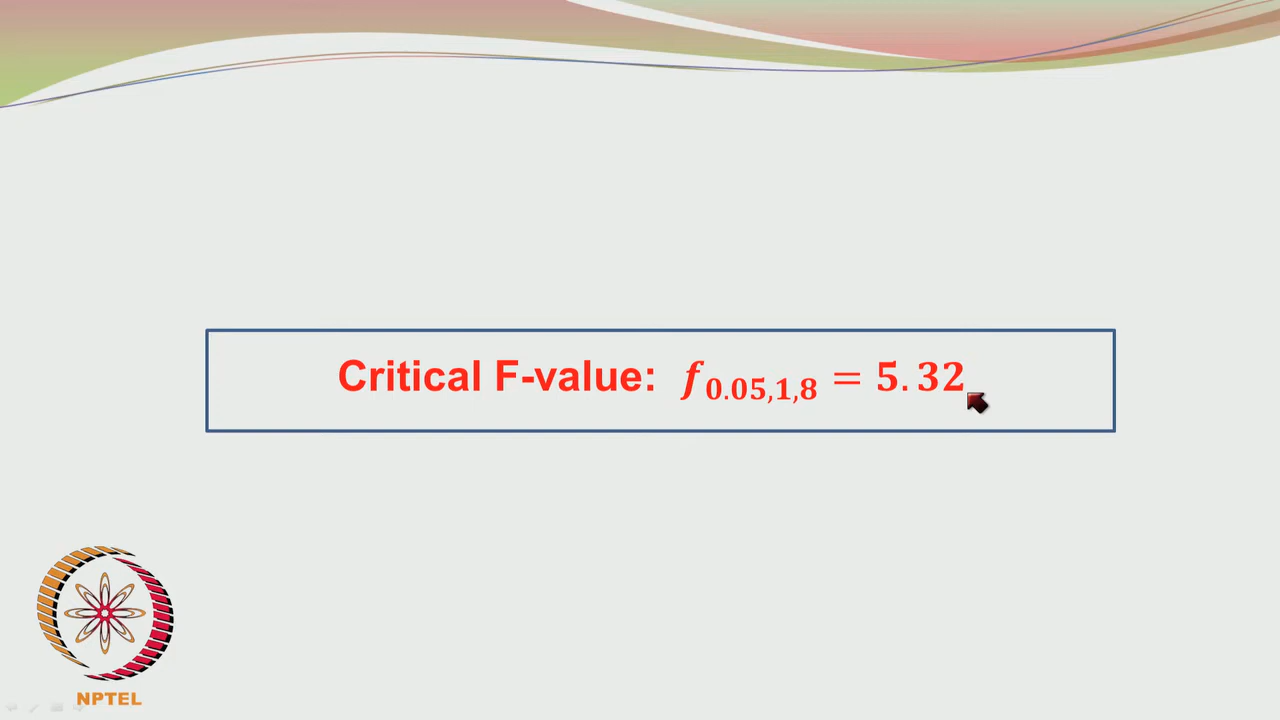 Critical F-value: f0.05,1,8 = 5.32
NPTEL